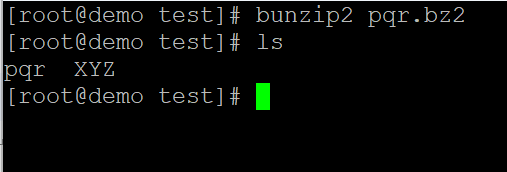 [root@demo test]# bunzip2 pqr.bz2
[root@demo test]# ls
pqr  XYZ
[root@demo test]#